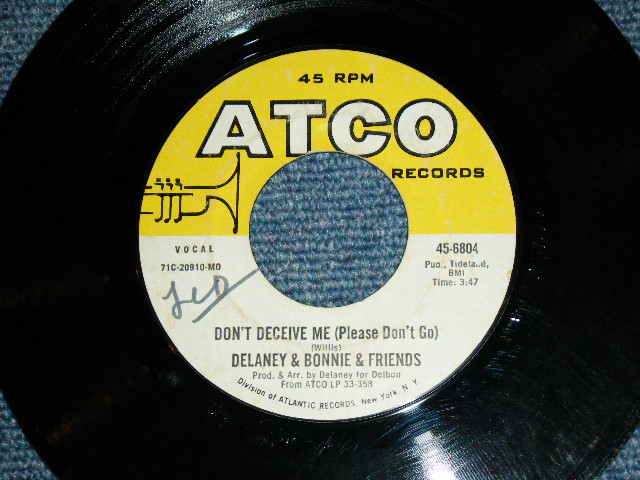 45 RPM
ATCO
RECORDS
VOCAL
45-6804
71C-20910-MO
Pub., Tideland,
BMI
Time: 3:47
DON'T DECEIVE ME (Please Don't Go)
(Willis)
DELANEY & BONNIE & FRIENDS
Prod. & Arr. by Delaney for Delbon
From ATCO LP 33-358
Division of ATLANTIC RECORDS, New York, N. Y.